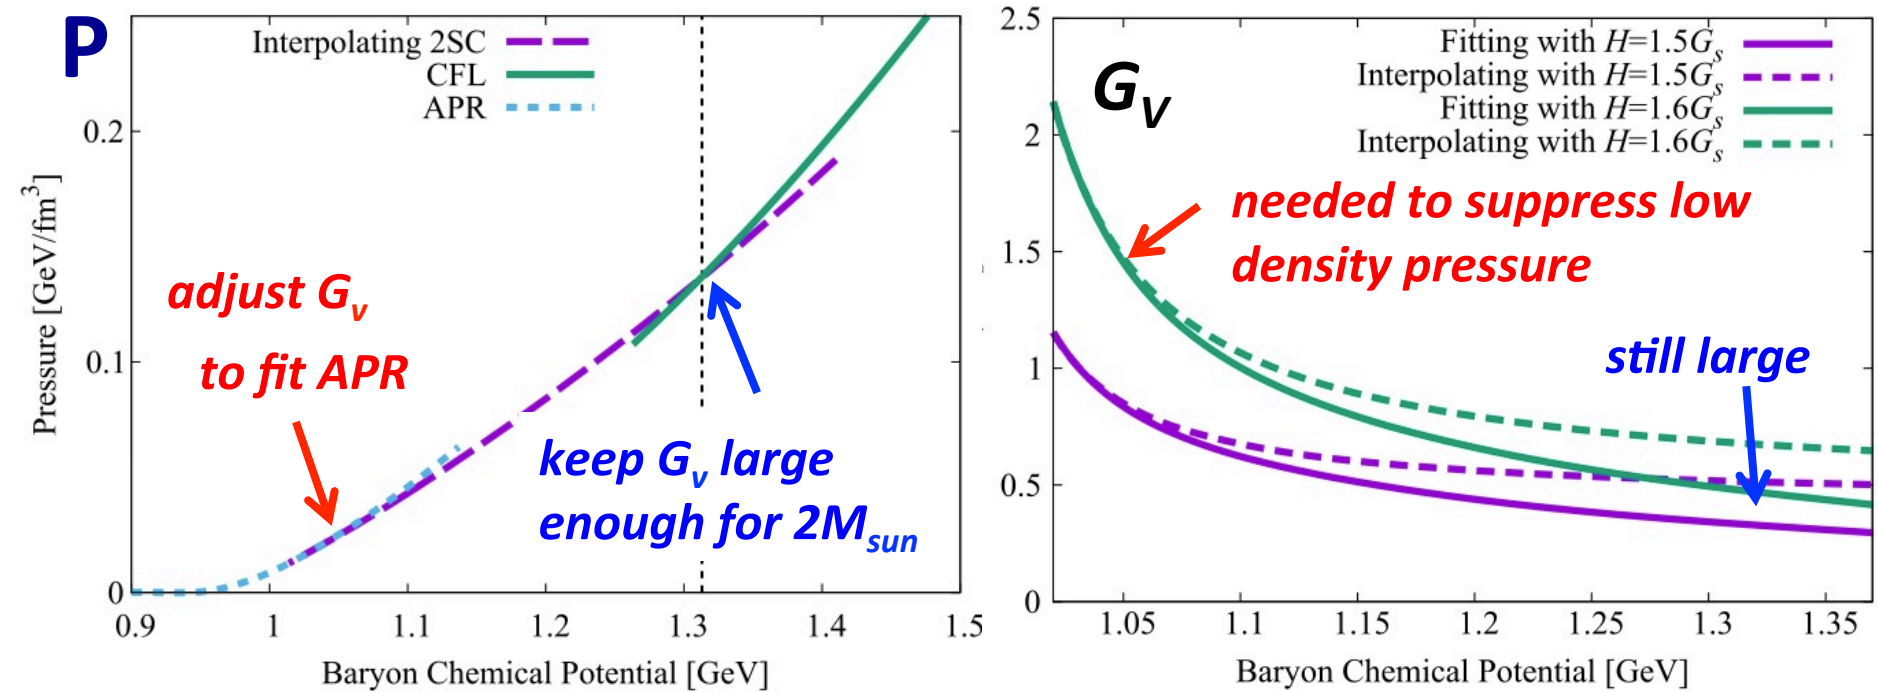 P
Interpolating 2SC
CFL
APR
0.2
0.1
0
Pressure [GeV/fm³]
adjust Gᵥ
to fit APR
keep Gᵥ large
enough for 2Mₛᵤₙ
0.9 1 1.1 1.2 1.3 1.4 1.5
Baryon Chemical Potential [GeV]
G_V
Fitting with H=1.5Gₛ
Interpolating with H=1.5Gₛ
Fitting with H=1.6Gₛ
Interpolating with H=1.6Gₛ
needed to suppress low
density pressure
still large
2.5
2
1.5
1
0.5
0
1.05 1.1 1.15 1.2 1.25 1.3 1.35
Baryon Chemical Potential [GeV]